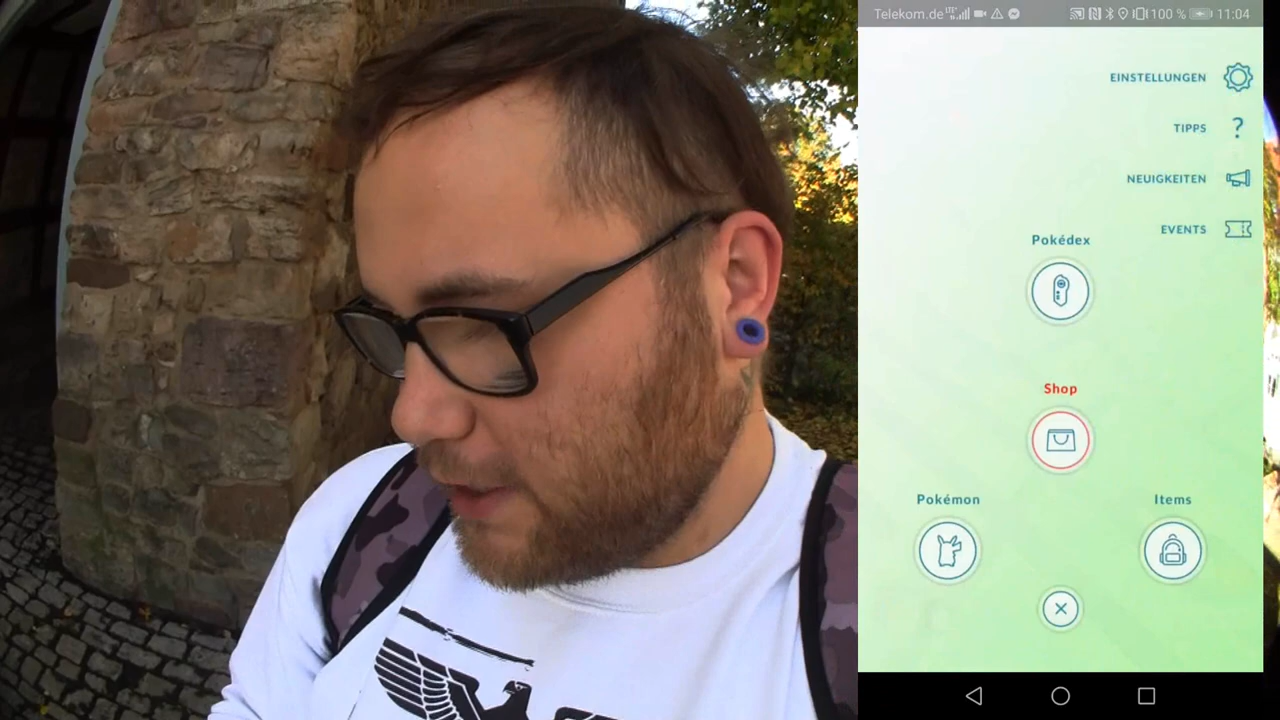 Telekom.de 100 % 11:04
EINSTELLUNGEN
TIPPS
?
NEUIGKEITEN
EVENTS
Pokédex
Shop
Pokémon
Items